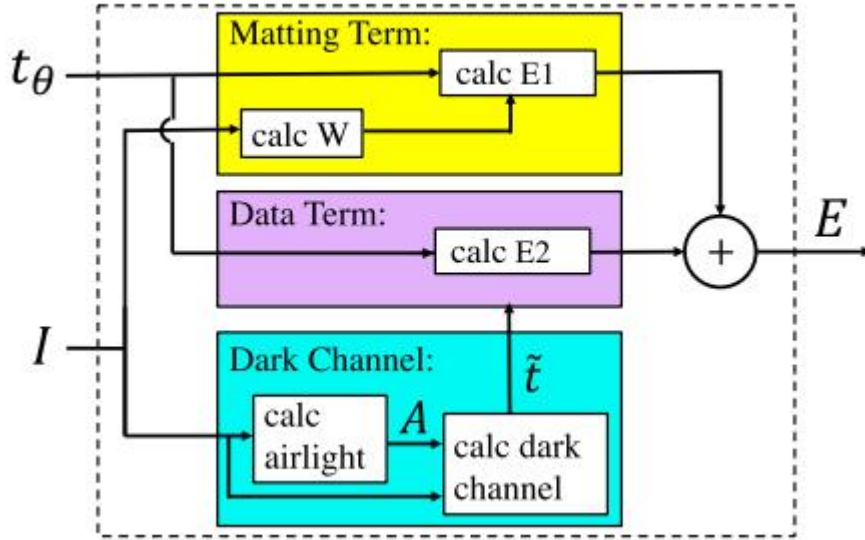 Matting Term:
t_θ
calc E1
calc W
Data Term:
E
calc E2
+
I
Dark Channel:
t̃
calc
airlight
A
calc dark
channel